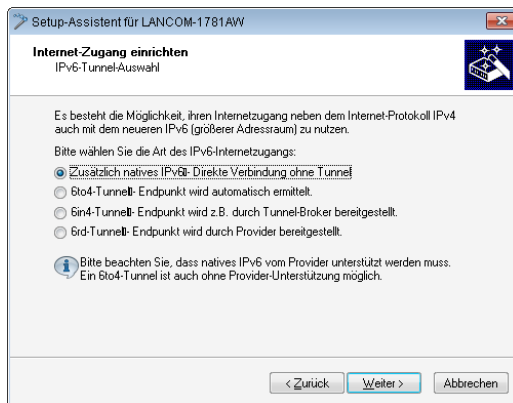 Setup-Assistent für LANCOM-1781AW
Internet-Zugang einrichten
IPv6-Tunnel-Auswahl
Es besteht die Möglichkeit, ihren Internetzugang neben dem Internet-Protokoll IPv4
auch mit dem neueren IPv6 (größerer Adressraum) zu nutzen.
Bitte wählen Sie die Art des IPv6-Internetzugangs:
Zusätzlich natives IPv6 - Direkte Verbindung ohne Tunnel
6to4-Tunnel - Endpunkt wird automatisch ermittelt.
6in4-Tunnel - Endpunkt wird z.B. durch Tunnel-Broker bereitgestellt.
6rd-Tunnel - Endpunkt wird durch Provider bereitgestellt.
Bitte beachten Sie, dass natives IPv6 vom Provider unterstützt werden muss.
Ein 6to4-Tunnel ist auch ohne Provider-Unterstützung möglich.
< Zurück Weiter > Abbrechen